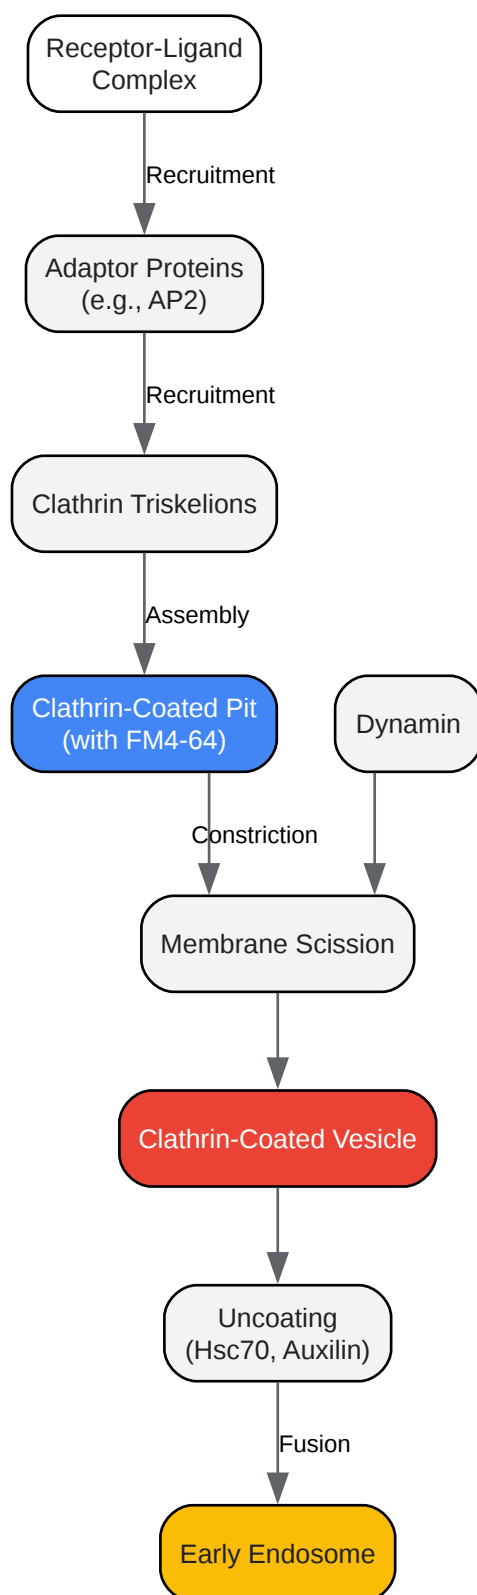 Receptor-Ligand
Complex
Recruitment
Adaptor Proteins
(e.g., AP2)
Recruitment
Clathrin Triskelions
Assembly
Clathrin-Coated Pit
(with FM4-64)
Dynamin
Constriction
Membrane Scission
Clathrin-Coated Vesicle
Uncoating
(Hsc70, Auxilin)
Fusion
Early Endosome